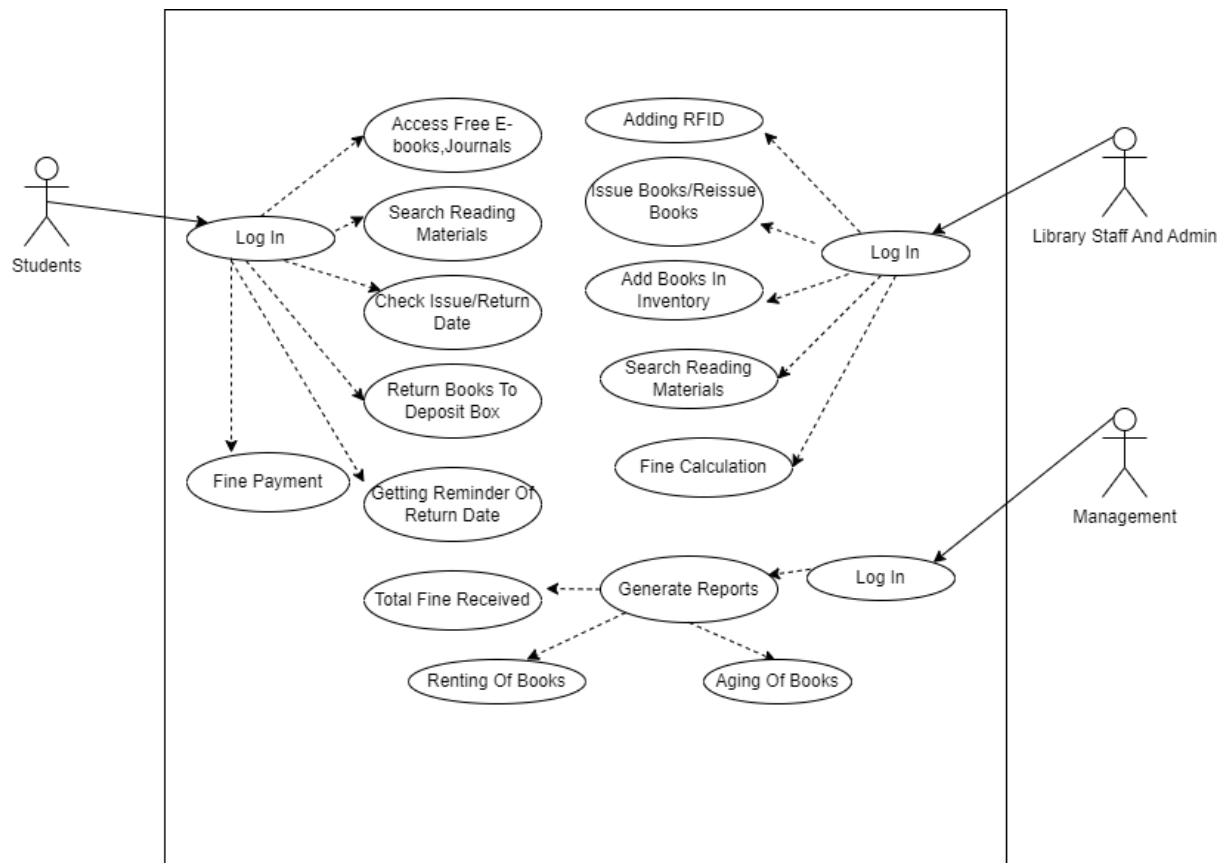 Access Free E-
books,Journals
Search Reading
Materials
Log In
Students
Check Issue/Return
Date
Return Books To
Deposit Box
Fine Payment
Getting Reminder Of
Return Date
Adding RFID
Issue Books/Reissue
Books
Log In
Library Staff And Admin
Add Books In
Inventory
Search Reading
Materials
Fine Calculation
Management
Log In
Generate Reports
Total Fine Received
Renting Of Books
Aging Of Books